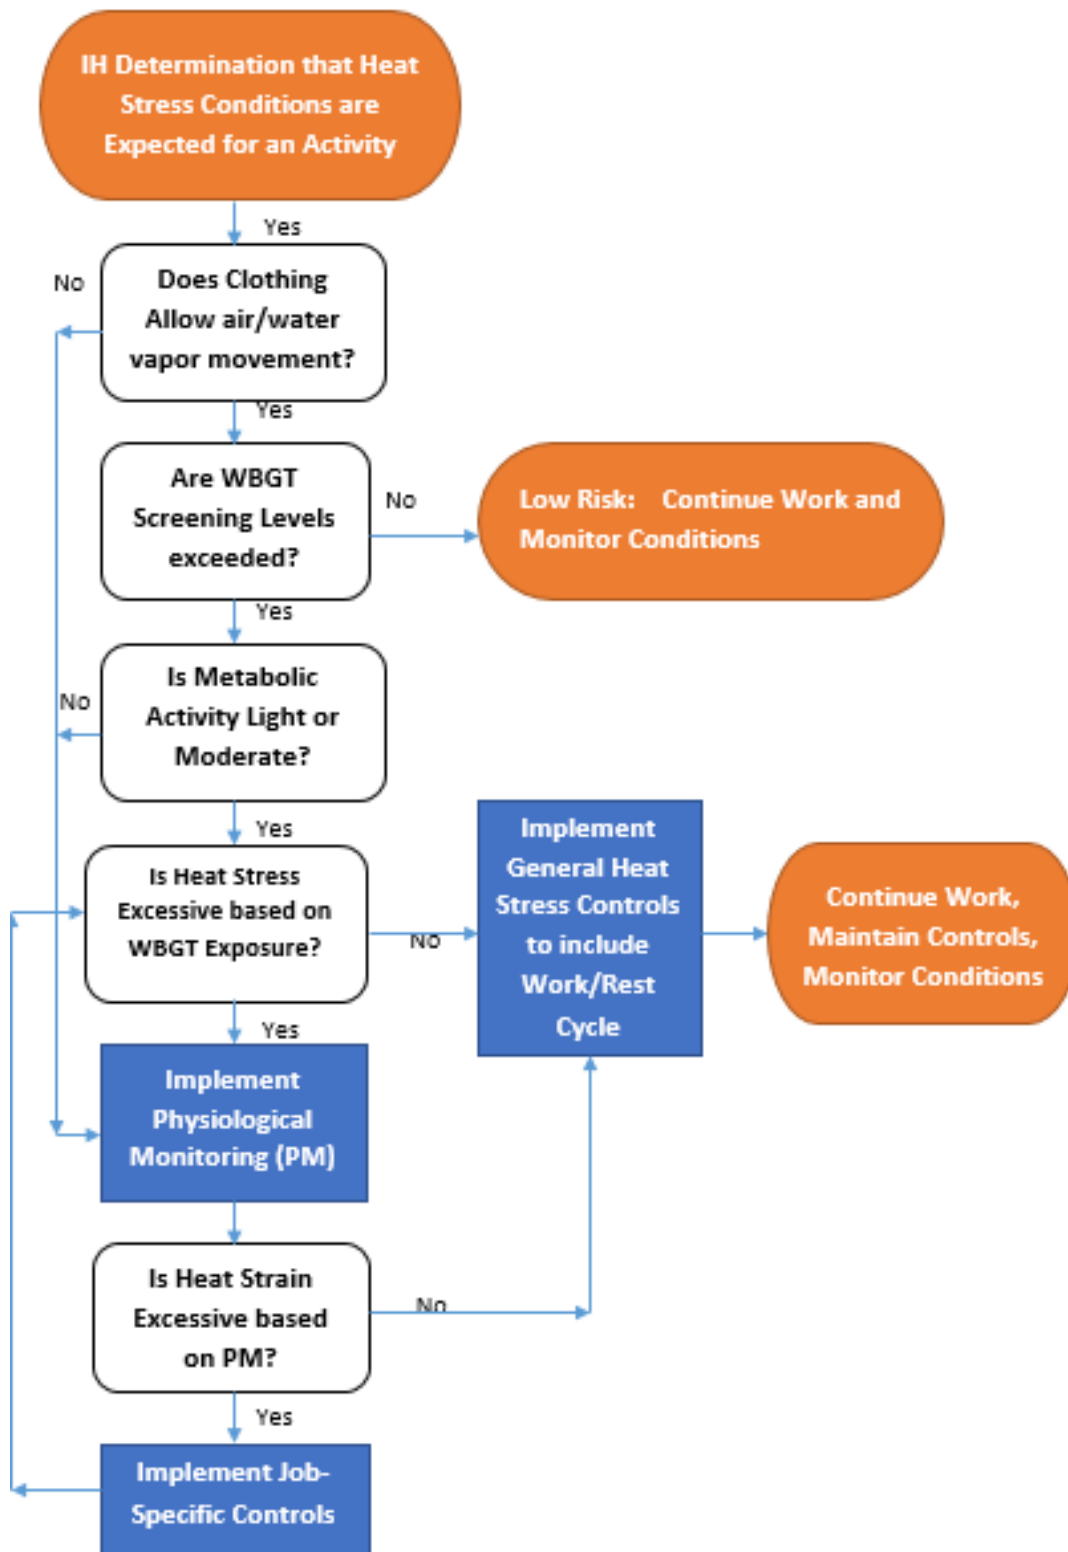 IH Determination that Heat
Stress Conditions are
Expected for an Activity
Yes
No
Does Clothing
Allow air/water
vapor movement?
Yes
Are WBGT
Screening Levels
exceeded?
No
Low Risk: Continue Work and
Monitor Conditions
Yes
Is Metabolic
Activity Light or
Moderate?
No
Yes
Is Heat Stress
Excessive based on
WBGT Exposure?
No
Implement
General Heat
Stress Controls
to include
Work/Rest
Cycle
Continue Work,
Maintain Controls,
Monitor Conditions
Yes
Implement
Physiological
Monitoring (PM)
Is Heat Strain
Excessive based
on PM?
No
Yes
Implement Job-
Specific Controls